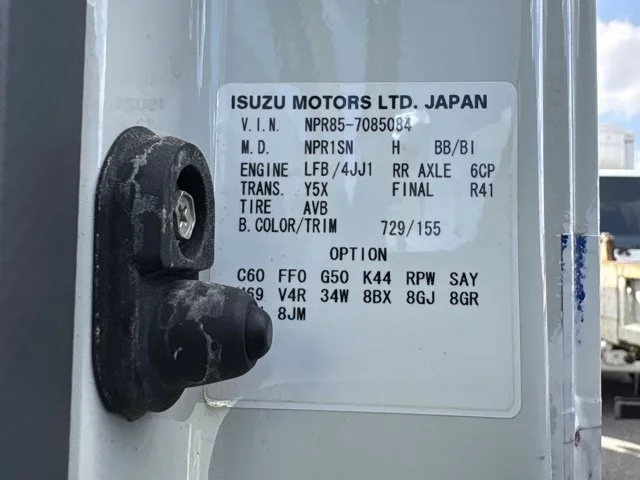 ISUZU MOTORS LTD. JAPAN
V.I.N. NPR85-7085084
M.D. NPR1SN H BB/BI
ENGINE LFB/4JJ1 RR AXLE 6CP
TRANS. Y5X FINAL R41
TIRE AVB
B.COLOR/TRIM 729/155
OPTION
C60 FF0 G50 K44 RPW SAY
V4R 34W 8BX 8GJ 8GR
8JM